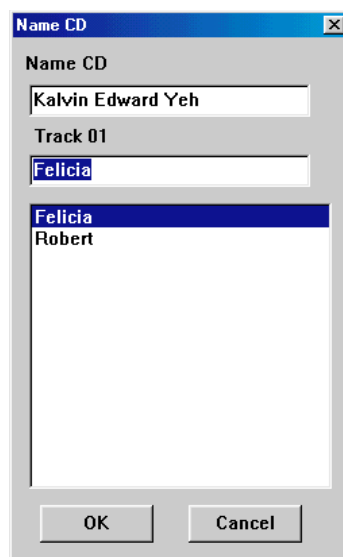 Name CD
Name CD
Kalvin Edward Yeh
Track 01
Felicia
Felicia
Robert
OK
Cancel